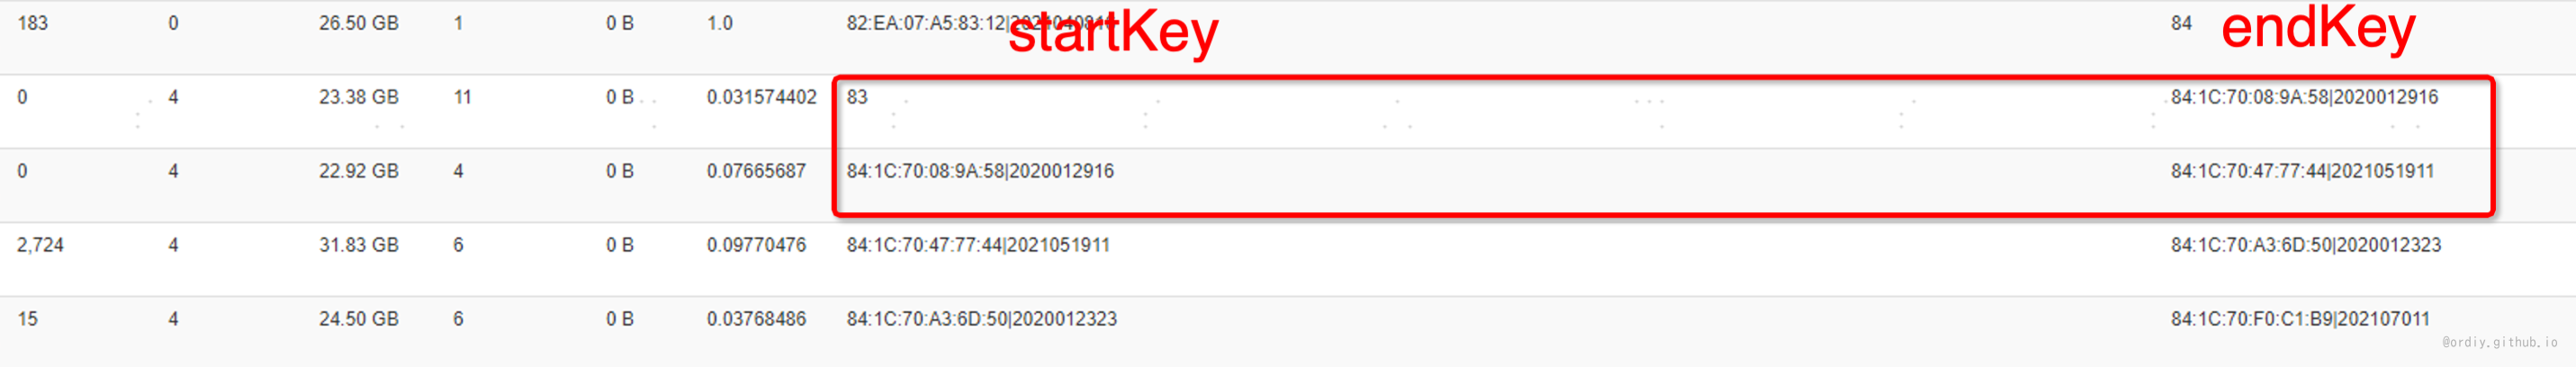 183 0 26.50 GB 1 0 B 1.0 82:EA:07:A5:83:12| startKey 84 endKey
0 4 23.38 GB 11 0 B 0.031574402 83 84:1C:70:08:9A:58|2020012916
0 4 22.92 GB 4 0 B 0.07665687 84:1C:70:08:9A:58|2020012916 84:1C:70:47:77:44|2021051911
2,724 4 31.83 GB 6 0 B 0.09770476 84:1C:70:47:77:44|2021051911 84:1C:70:A3:6D:50|2020012323
15 4 24.50 GB 6 0 B 0.03768486 84:1C:70:A3:6D:50|2020012323 84:1C:70:F0:C1:B9|202107011
@ordiy.github.io